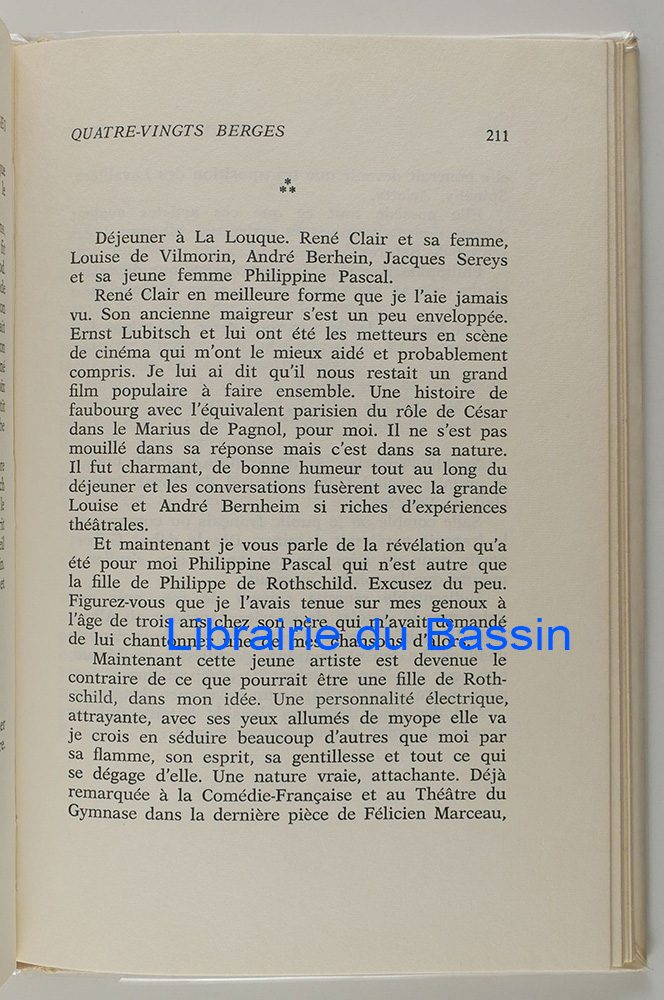 QUATRE-VINGTS BERGES 211
*
**
Déjeuner à La Louque. René Clair et sa femme,
Louise de Vilmorin, André Berhein, Jacques Sereys
et sa jeune femme Philippine Pascal.
René Clair en meilleure forme que je l'aie jamais
vu. Son ancienne maigreur s'est un peu enveloppée.
Ernst Lubitsch et lui ont été les metteurs en scène
de cinéma qui m'ont le mieux aidé et probablement
compris. Je lui ai dit qu'il nous restait un grand
film populaire à faire ensemble. Une histoire de
faubourg avec l'équivalent parisien du rôle de César
dans le Marius de Pagnol, pour moi. Il ne s'est pas
mouillé dans sa réponse mais c'est dans sa nature.
Il fut charmant, de bonne humeur tout au long du
déjeuner et les conversations fusèrent avec la grande
Louise et André Bernheim si riches d'expériences
théâtrales.
Et maintenant je vous parle de la révélation qu'a
été pour moi Philippine Pascal qui n'est autre que
la fille de Philippe de Rothschild. Excusez du peu.
Figurez-vous que je l'avais tenue sur mes genoux à
l'âge de trois ans chez son père qui m'avait demandé
de lui chantonner une de mes chansons d'alors.
Librairie du Bassin
Maintenant cette jeune artiste est devenue le
contraire de ce que pourrait être une fille de Roth-
schild, dans mon idée. Une personnalité électrique,
attrayante, avec ses yeux allumés de myope elle va
je crois en séduire beaucoup d'autres que moi par
sa flamme, son esprit, sa gentillesse et tout ce qui
se dégage d'elle. Une nature vraie, attachante. Déjà
remarquée à la Comédie-Française et au Théâtre du
Gymnase dans la dernière pièce de Félicien Marceau,